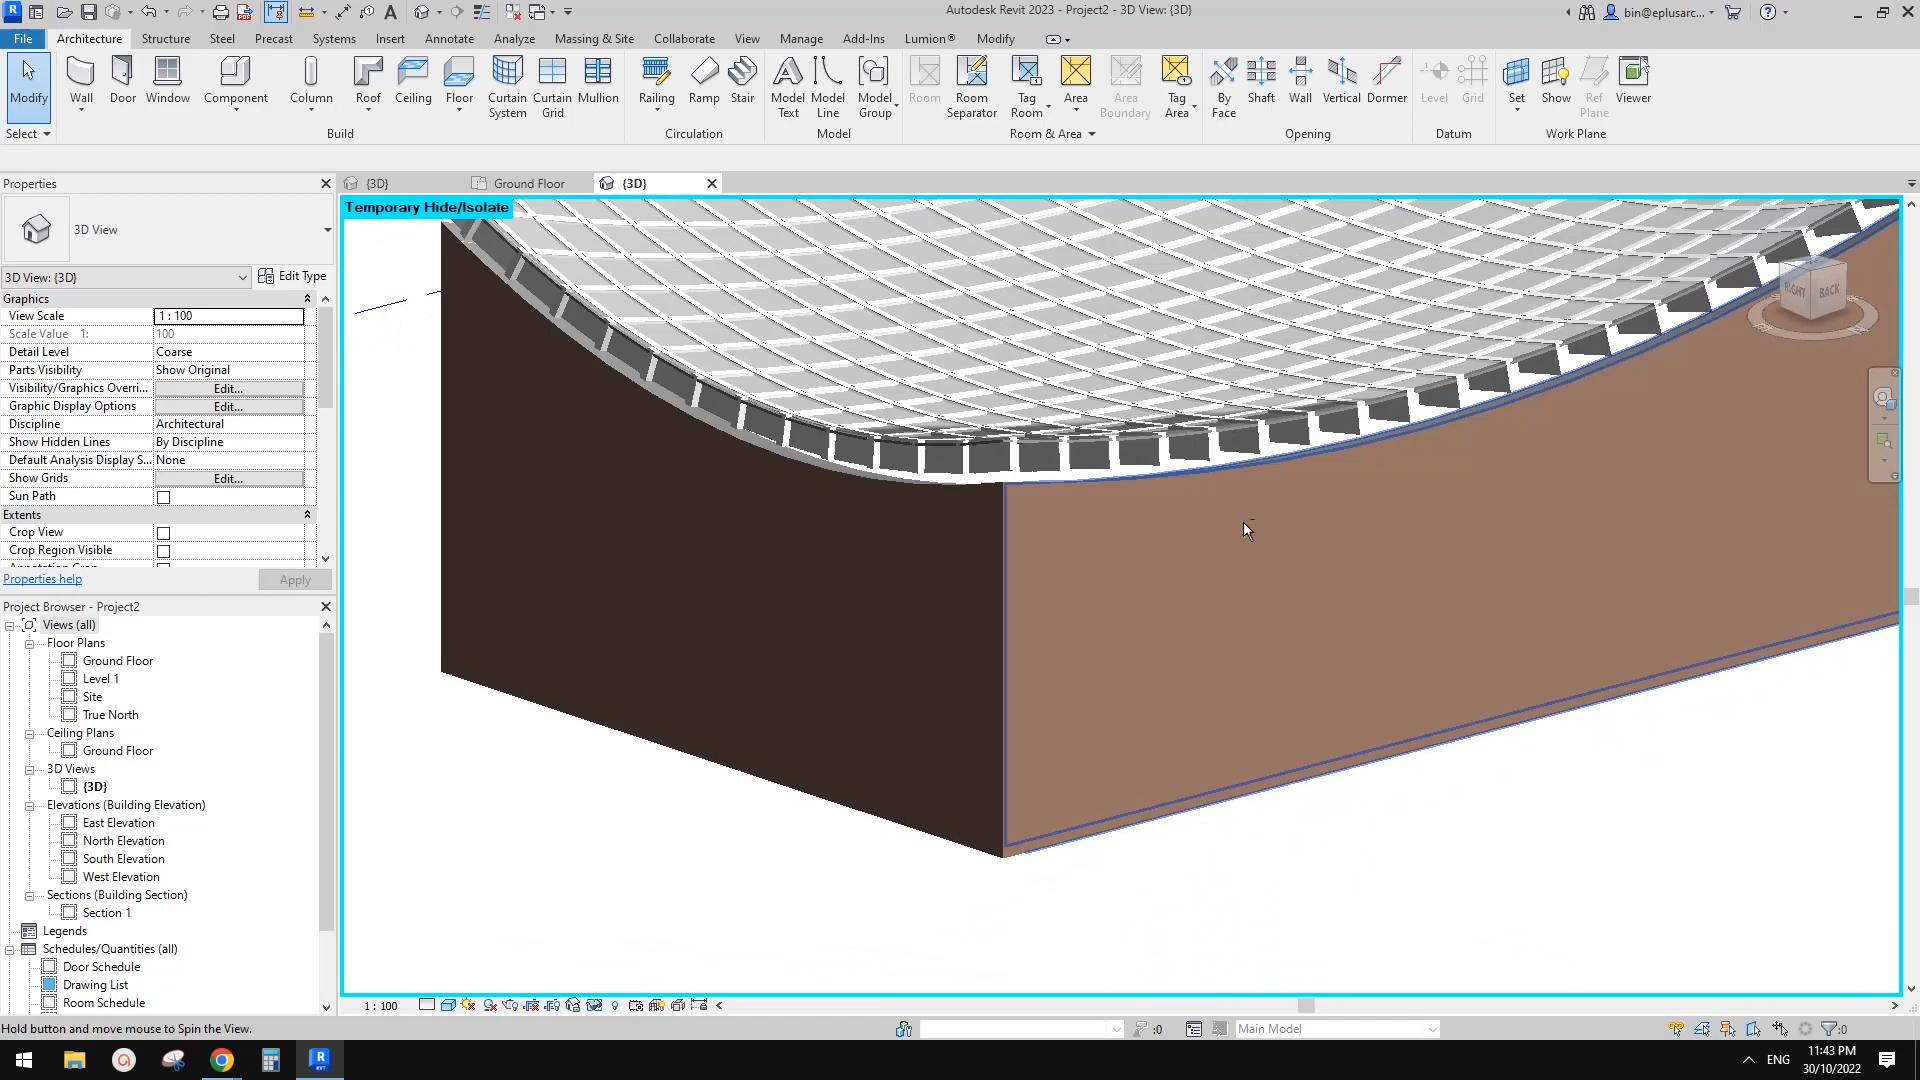 Autodesk Revit 2023 - Project2 - 3D View: {3D}
bin@eplusarc...
File Architecture Structure Steel Precast Systems Insert Annotate Analyze Massing & Site Collaborate View Manage Add-Ins Lumion® Modify
Modify Wall Door Window Component Column Roof Ceiling Floor Curtain System Curtain Grid Mullion Railing Ramp Stair Model Text Model Line Model Group Room Room Separator Tag Room Area Area Boundary Tag Area By Face Shaft Wall Vertical Dormer Level Grid Set Show Ref Plane Viewer
Select Build Circulation Model Room & Area Opening Datum Work Plane
Properties
{3D} Ground Floor {3D}
Temporary Hide/Isolate
3D View
3D View: {3D} Edit Type
Graphics
View Scale 1 : 100
Scale Value 1: 100
Detail Level Coarse
Parts Visibility Show Original
Visibility/Graphics Overri... Edit...
Graphic Display Options Edit...
Discipline Architectural
Show Hidden Lines By Discipline
Default Analysis Display S... None
Show Grids Edit...
Sun Path
Extents
Crop View
Crop Region Visible
Properties help Apply
RIGHT BACK
Project Browser - Project2
Views (all)
Floor Plans
Ground Floor
Level 1
Site
True North
Ceiling Plans
Ground Floor
3D Views
{3D}
Elevations (Building Elevation)
East Elevation
North Elevation
South Elevation
West Elevation
Sections (Building Section)
Section 1
Legends
Schedules/Quantities (all)
Door Schedule
Drawing List
Room Schedule
1 : 100
Hold button and move mouse to Spin the View.
:0 Main Model :0
ENG
11:43 PM
30/10/2022